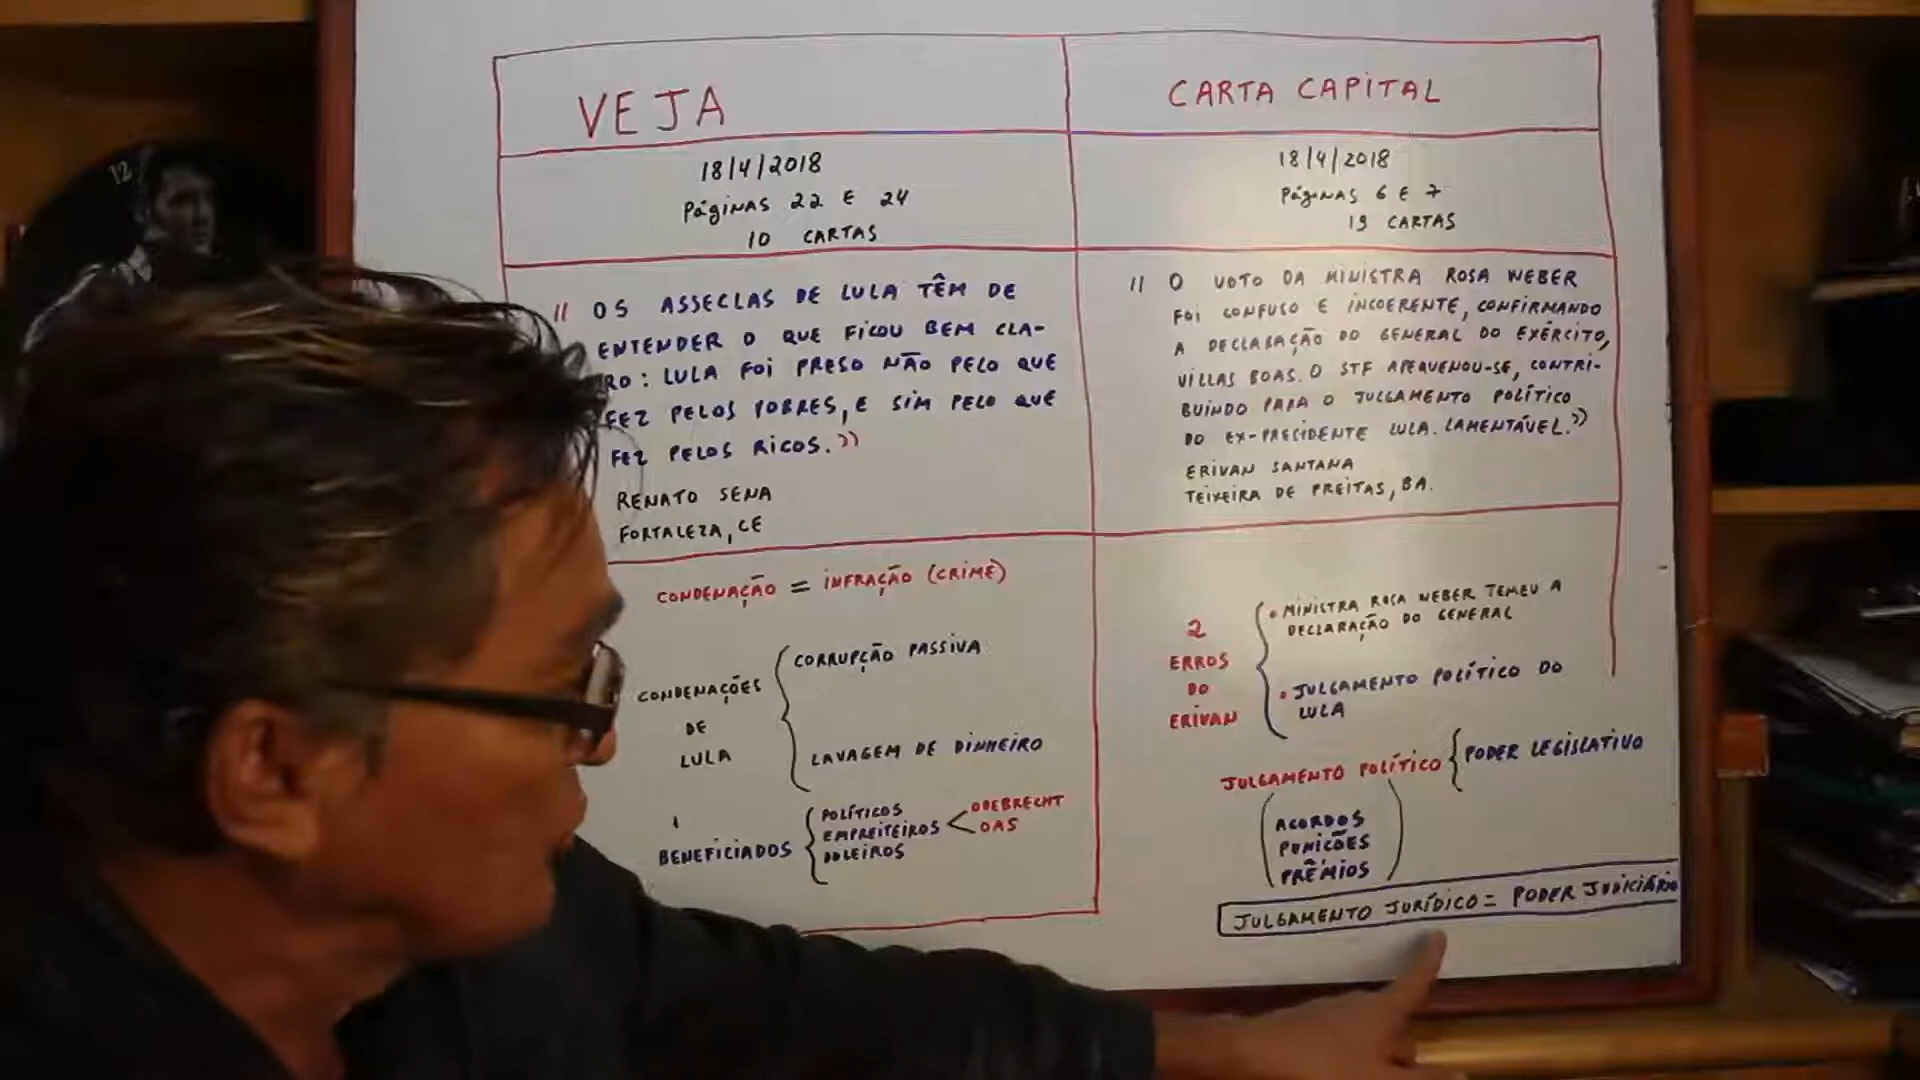 12
VEJA
18/4/2018
PágiNAS 22 E 24
10 CARTAS
" OS ASSECLAS DE LULA TÊM DE
ENTENDER O QUE FICOU BEM CLA-
RO: LULA FOI PRESO NÃO PELO QUE
FEZ PELOS POBRES, E SIM PELO QUE
FEZ PELOS RICOS."
RENATO SENA
FORTALEZA, CE
CONDENAÇÃO = INFRAÇÃO (CRIME)
CONDENAÇÕES
DE
LULA
CORRUPÇÃO PASSIVA
LAVAGEM DE DINHEIRO
BENEFICIADOS
POLÍTICOS
EMPREITEIROS
DOLEIROS
ODEBRECHT
OAS
CARTA CAPITAL
18/4/2018
PágiNAS 6 E 7
13 CARTAS
" O VOTO DA MINISTRA ROSA WEBER
FOI CONFUSO E INCOERENTE, CONFIRMANDO
A DECLARAÇÃO DO GENERAL DO EXÉRCITO,
VILLAS BOAS. O STF APEQUENOU-SE, CONTRI-
BUINDO PARA O JULGAMENTO POLÍTICO
DO EX-PRESIDENTE LULA. LAMENTÁVEL."
ERIVAN SANTANA
TEIXEIRA DE FREITAS, BA.
2
ERROS
DO
ERIVAN
• MINISTRA ROSA WEBER TEMEU A
DECLARAÇÃO DO GENERAL
• JULGAMENTO POLÍTICO DO
LULA
JULGAMENTO POLÍTICO { PODER LEGISLATIVO
ACORDOS
PUNIÇÕES
PRÊMIOS
JULGAMENTO JURÍDICO = PODER JUDICIÁRIO